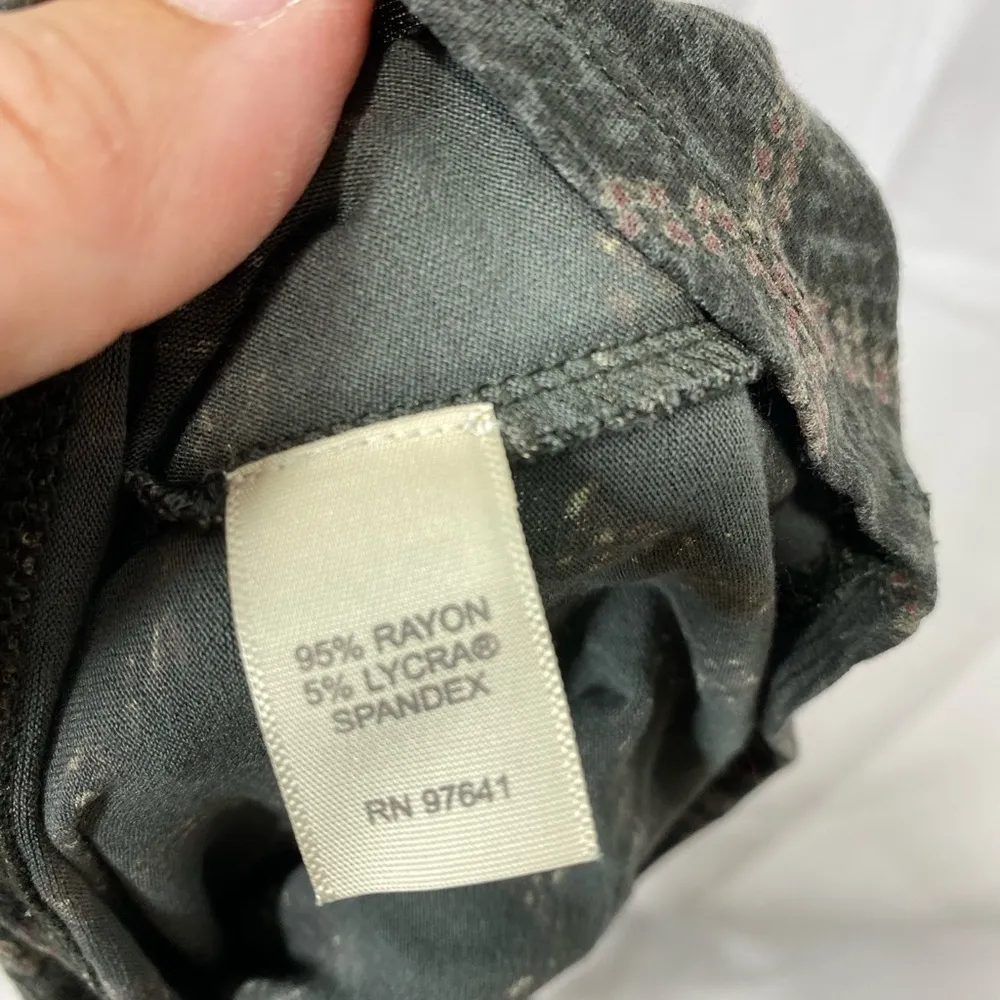 95% RAYON
5% LYCRA®
SPANDEX
RN 97641